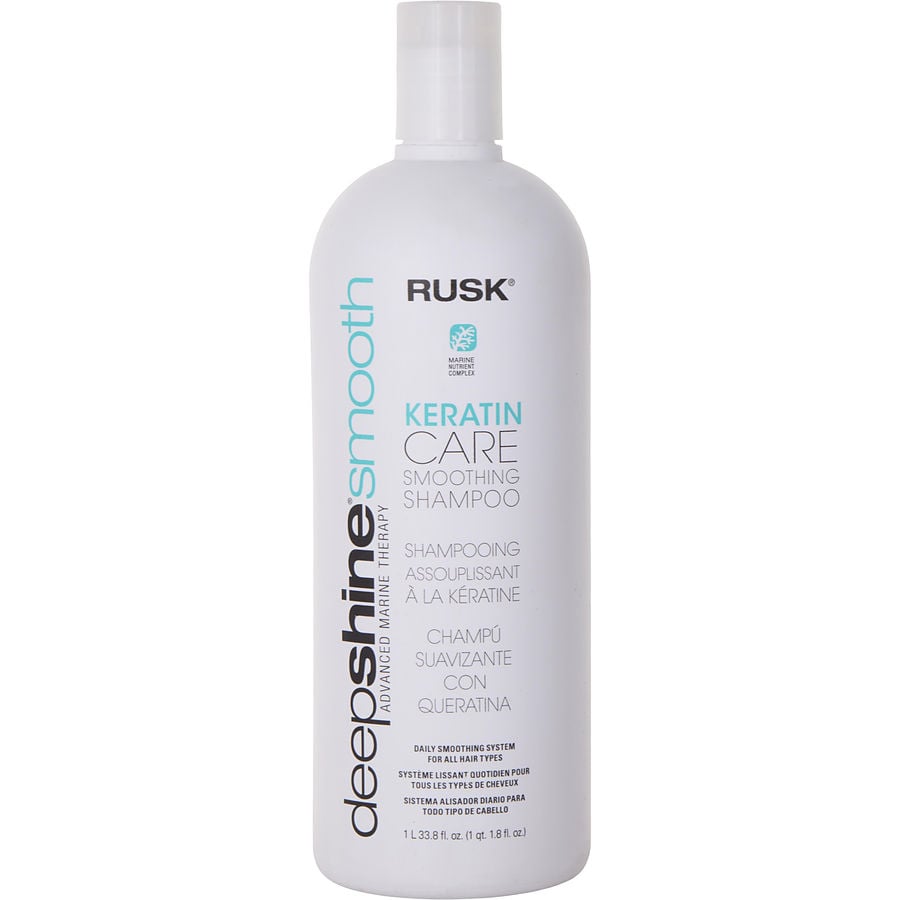 RUSK®
MARINE
NUTRIENT
COMPLEX
KERATIN
CARE
SMOOTHING
SHAMPOO
SHAMPOOING
ASSOUPLISSANT
À LA KÉRATINE
CHAMPÚ
SUAVIZANTE
CON
QUERATINA
DAILY SMOOTHING SYSTEM
FOR ALL HAIR TYPES
SYSTÈME LISSANT QUOTIDIEN POUR
TOUS LES TYPES DE CHEVEUX
SISTEMA ALISADOR DIARIO PARA
TODO TIPO DE CABELLO
1 L 33.8 fl. oz. (1 qt. 1.8 fl. oz.)
deepshine®smooth
ADVANCED MARINE THERAPY